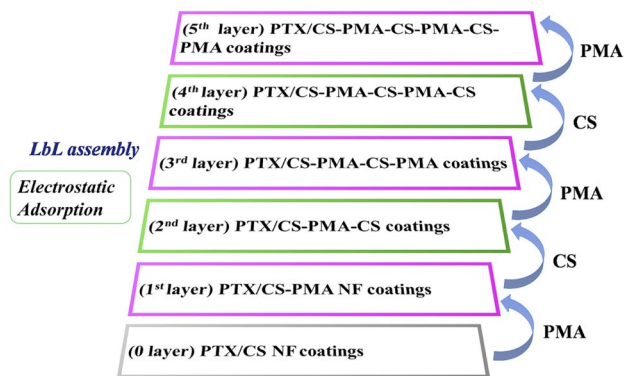 (5th layer) PTX/CS-PMA-CS-PMA-CS-
PMA coatings
PMA
(4th layer) PTX/CS-PMA-CS-PMA-CS
coatings
CS
LbL assembly
(3rd layer) PTX/CS-PMA-CS-PMA coatings
Electrostatic
Adsorption
PMA
(2nd layer) PTX/CS-PMA-CS coatings
CS
(1st layer) PTX/CS-PMA NF coatings
PMA
(0 layer) PTX/CS NF coatings